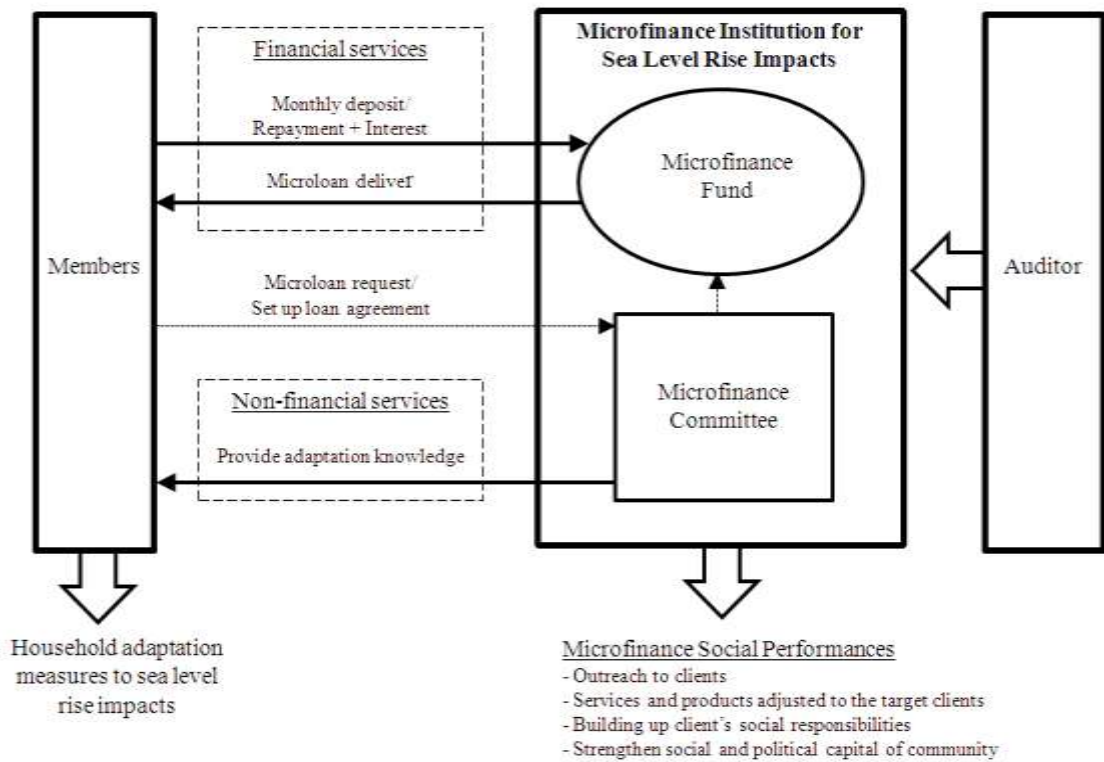 Microfinance Institution for
Sea Level Rise Impacts
Financial services
Monthly deposit/
Repayment + Interest
Microloan deliver
Microfinance
Fund
Members
Auditor
Microloan request/
Set up loan agreement
Non-financial services
Provide adaptation knowledge
Microfinance
Committee
Household adaptation
measures to sea level
rise impacts
Microfinance Social Performances
- Outreach to clients
- Services and products adjusted to the target clients
- Building up client's social responsibilities
- Strengthen social and political capital of community